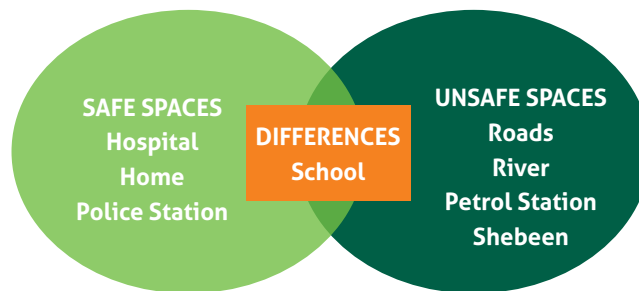 SAFE SPACES
Hospital
Home
Police Station
DIFFERENCES
School
UNSAFE SPACES
Roads
River
Petrol Station
Shebeen